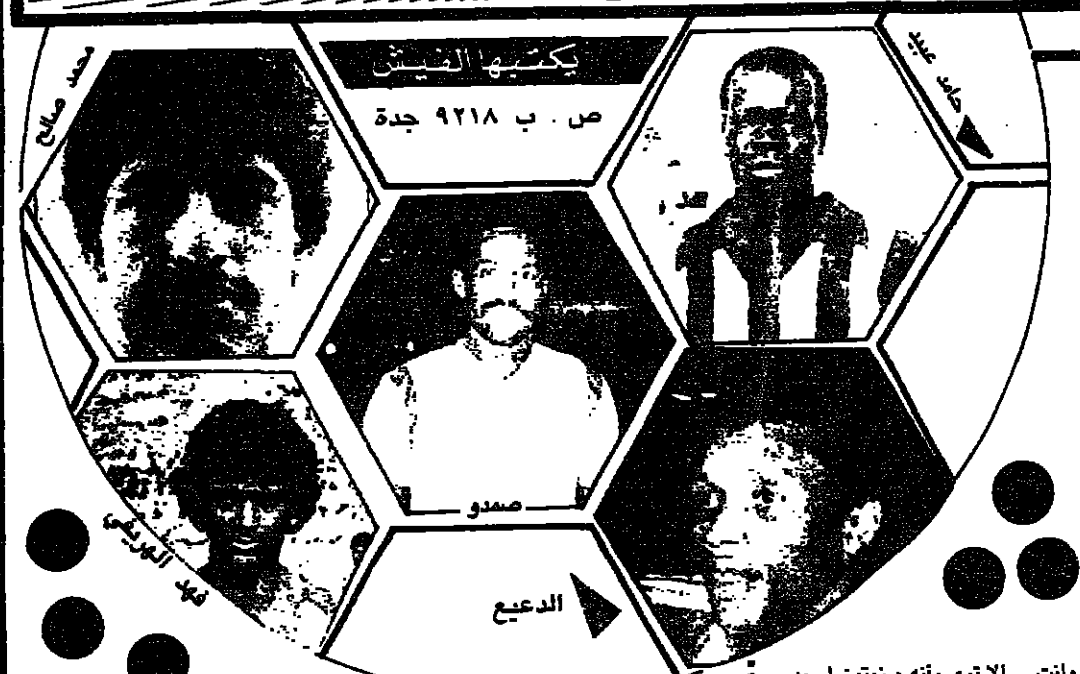 يكتبها الفيش
ص . ب ٩٢١٨ جدة
حامد عبيد
محمد صالح
صمدو
فهد الهريفي
الدعيع